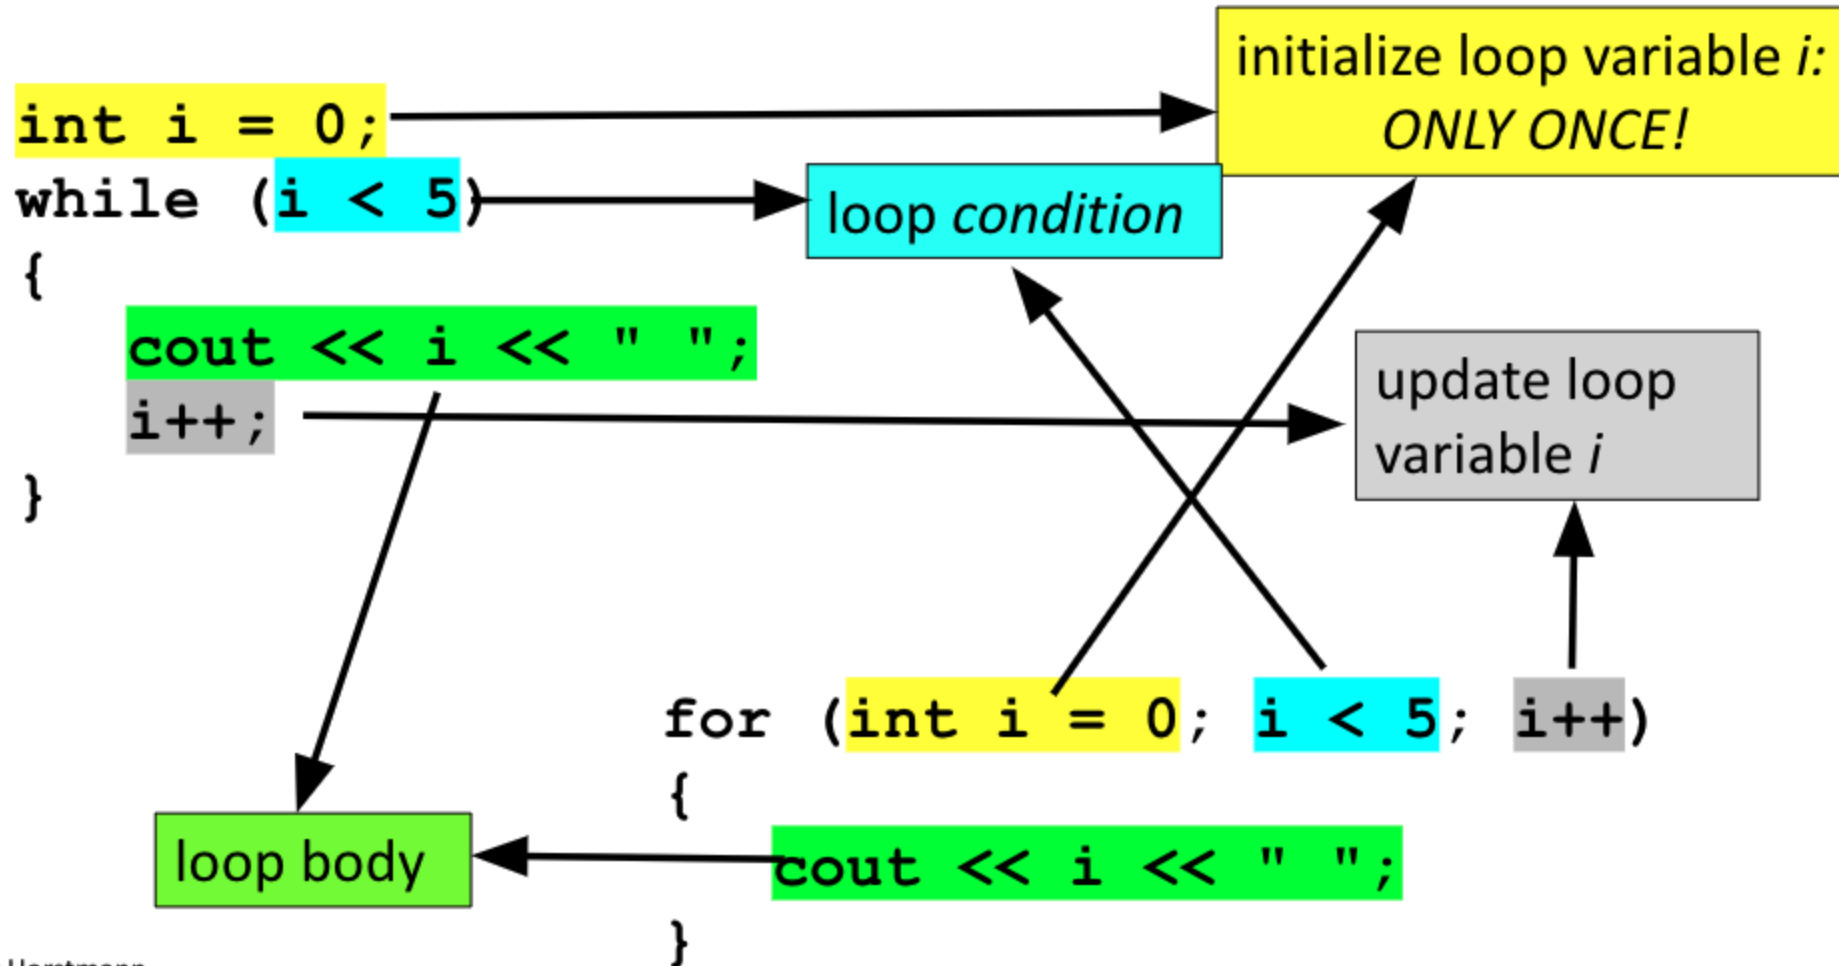 int i = 0;
while (i < 5)
{
cout << i << " ";
i++;
}
initialize loop variable i:
ONLY ONCE!
loop condition
update loop
variable i
for (int i = 0; i < 5; i++)
{
cout << i << " ";
}
loop body